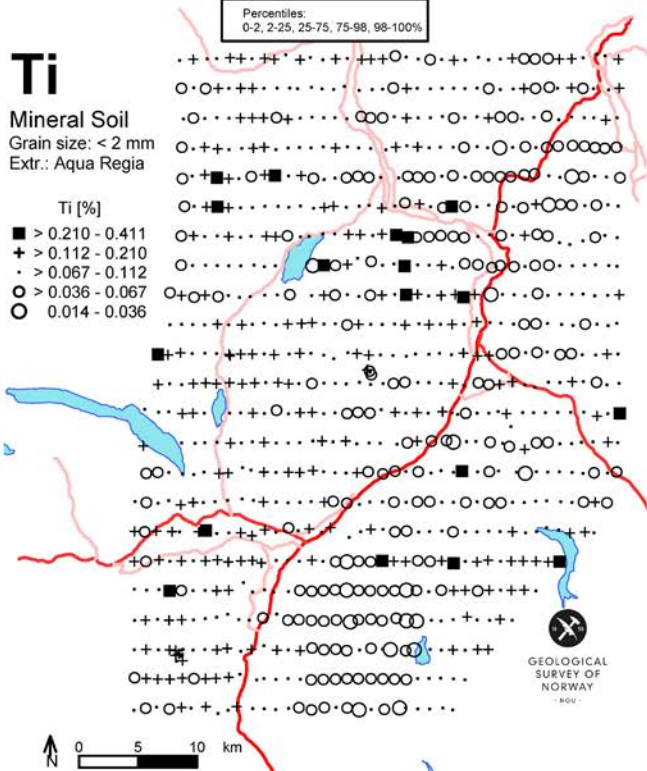 Percentiles:
0-2, 2-25, 25-75, 75-98, 98-100%
Ti
Mineral Soil
Grain size: < 2 mm
Extr.: Aqua Regia
Ti [%]
> 0.210 - 0.411
> 0.112 - 0.210
> 0.067 - 0.112
> 0.036 - 0.067
0.014 - 0.036
GEOLOGICAL
SURVEY OF
NORWAY
- NGU -
N
0 5 10 km